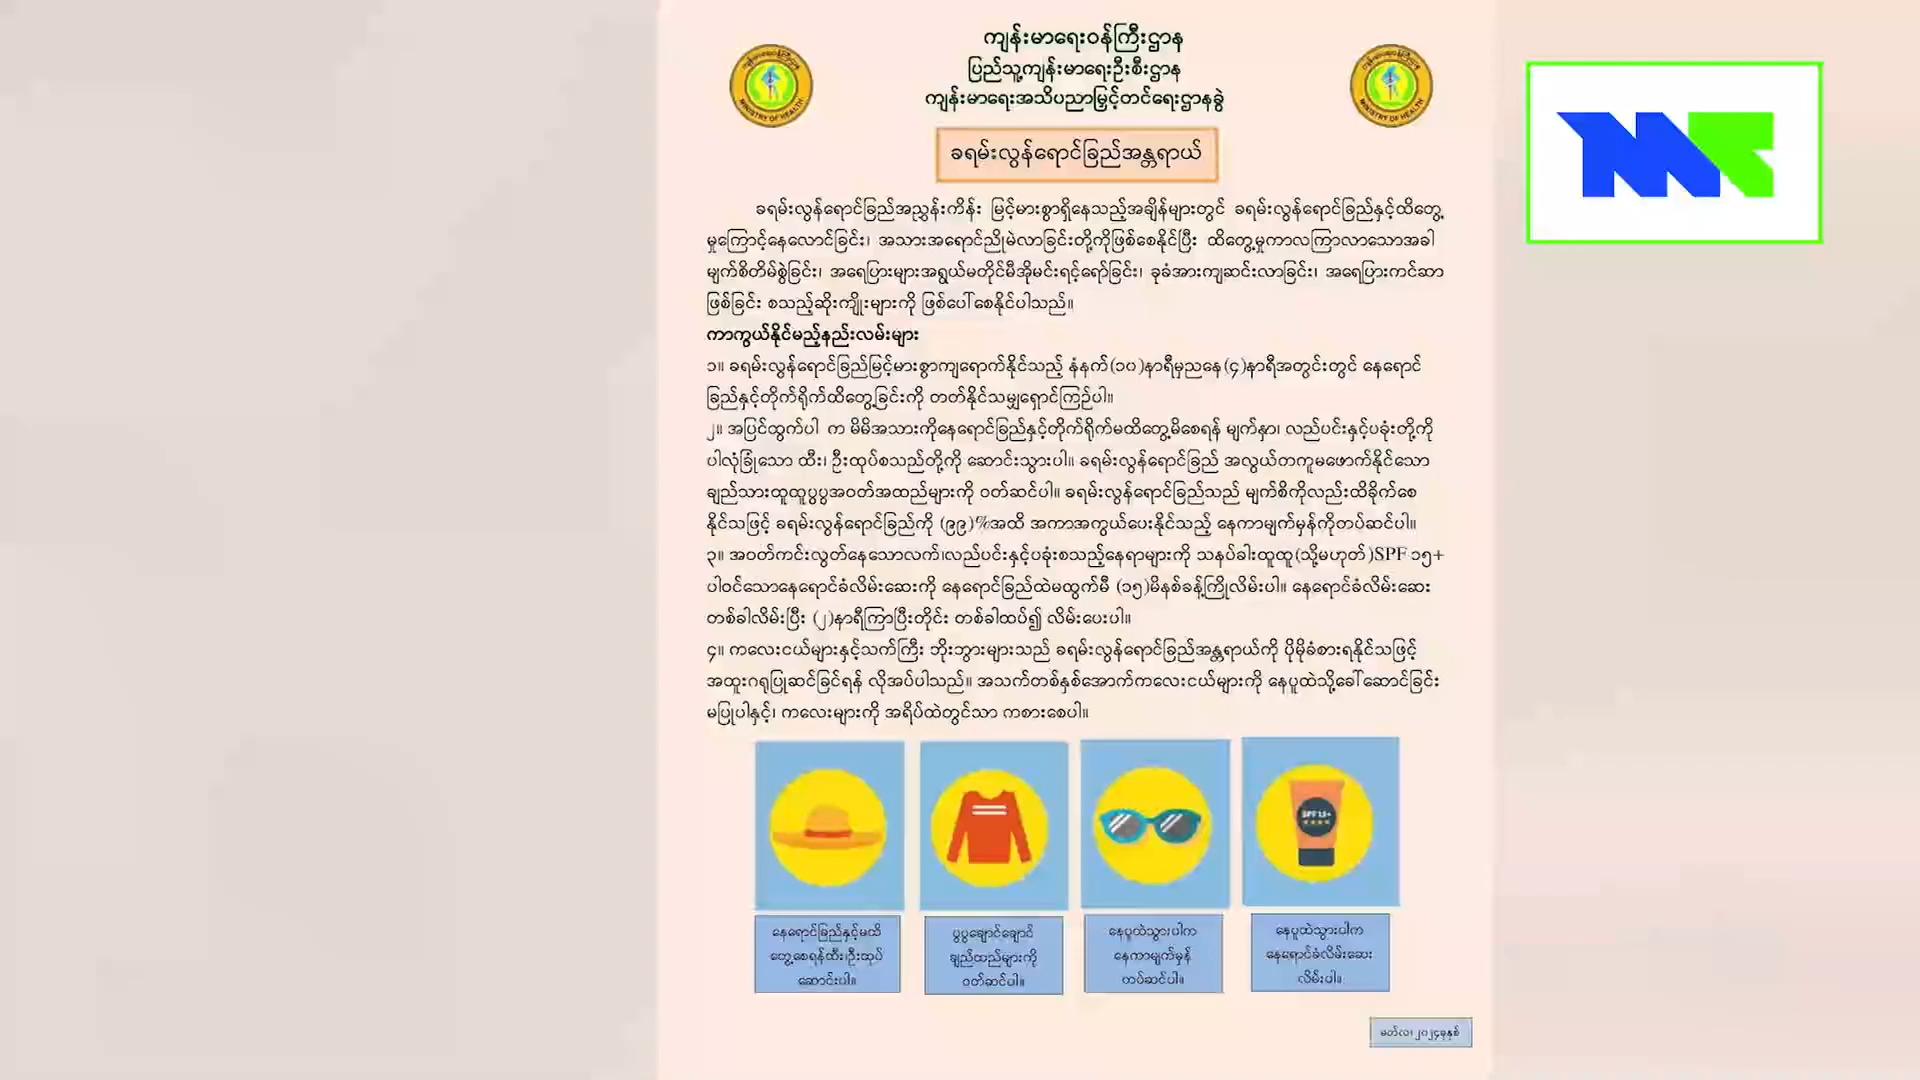 ကျန်းမာရေးဝန်ကြီးဌာန
ပြည်သူ့ကျန်းမာရေးဦးစီးဌာန
ကျန်းမာရေးအသိပညာမြှင့်တင်ရေးဌာနခွဲ
MINISTRY OF HEALTH
MINISTRY OF HEALTH
ခရမ်းလွန်ရောင်ခြည်အန္တရာယ်
ခရမ်းလွန်ရောင်ခြည်အညွှန်းကိန်း မြင့်မားစွာရှိနေသည့်အချိန်များတွင် ခရမ်းလွန်ရောင်ခြည်နှင့်ထိတွေ့
မှုကြောင့်နေလောင်ခြင်း၊ အသားအရောင်ညိုမဲလာခြင်းတို့ကိုဖြစ်စေနိုင်ပြီး ထိတွေ့မှုကာလကြာလာသောအခါ
မျက်စိတိမ်စွဲခြင်း၊ အရေပြားများအရွယ်မတိုင်မီအိုမင်းရင့်ရော်ခြင်း၊ ခုခံအားကျဆင်းလာခြင်း၊ အရေပြားကင်ဆာ
ဖြစ်ခြင်း စသည့်ဆိုးကျိုးများကို ဖြစ်ပေါ်စေနိုင်ပါသည်။
ကာကွယ်နိုင်မည့်နည်းလမ်းများ
၁။ ခရမ်းလွန်ရောင်ခြည်မြင့်မားစွာကျရောက်နိုင်သည့် နံနက်(၁၀)နာရီမှညနေ(၄)နာရီအတွင်းတွင် နေရောင်
ခြည်နှင့်တိုက်ရိုက်ထိတွေ့ခြင်းကို တတ်နိုင်သမျှရှောင်ကြဉ်ပါ။
၂။ အပြင်ထွက်ပါ က မိမိအသားကိုနေရောင်ခြည်နှင့်တိုက်ရိုက်မထိတွေ့မိစေရန် မျက်နှာ၊ လည်ပင်းနှင့်ပခုံးတို့ကို
ပါလုံခြုံသော ထီး၊ ဦးထုပ်စသည်တို့ကို ဆောင်းသွားပါ။ ခရမ်းလွန်ရောင်ခြည် အလွယ်တကူမဖောက်နိုင်သော
ချည်သားထူထူပွပွအဝတ်အထည်များကို ဝတ်ဆင်ပါ။ ခရမ်းလွန်ရောင်ခြည်သည် မျက်စိကိုလည်းထိခိုက်စေ
နိုင်သဖြင့် ခရမ်းလွန်ရောင်ခြည်ကို (၉၉)%အထိ အကာအကွယ်ပေးနိုင်သည့် နေကာမျက်မှန်ကိုတပ်ဆင်ပါ။
၃။ အဝတ်ကင်းလွတ်နေသောလက်၊လည်ပင်းနှင့်ပခုံးစသည့်နေရာများကို သနပ်ခါးထူထူ(သို့မဟုတ်)SPF ၁၅+
ပါဝင်သောနေရောင်ခံလိမ်းဆေးကို နေရောင်ခြည်ထဲမထွက်မီ (၁၅)မိနစ်ခန့်ကြိုလိမ်းပါ။ နေရောင်ခံလိမ်းဆေး
တစ်ခါလိမ်းပြီး (၂)နာရီကြာပြီးတိုင်း တစ်ခါထပ်၍ လိမ်းပေးပါ။
၄။ ကလေးငယ်များနှင့်သက်ကြီး ဘိုးဘွားများသည် ခရမ်းလွန်ရောင်ခြည်အန္တရာယ်ကို ပိုမိုခံစားရနိုင်သဖြင့်
အထူးဂရုပြုဆင်ခြင်ရန် လိုအပ်ပါသည်။ အသက်တစ်နှစ်အောက်ကလေးငယ်များကို နေပူထဲသို့ခေါ်ဆောင်ခြင်း
မပြုပါနှင့်၊ ကလေးများကို အရိပ်ထဲတွင်သာ ကစားစေပါ။
SPF 15+
နေရောင်ခြည်နှင့်မထိ
တွေ့စေရန်ထီး၊ဦးထုပ်
ဆောင်းပါ။
ပွပွချောင်ချောင်
ချည်ထည်များကို
ဝတ်ဆင်ပါ။
နေပူထဲသွားပါက
နေကာမျက်မှန်
တပ်ဆင်ပါ။
နေပူထဲသွားပါက
နေရောင်ခံလိမ်းဆေး
လိမ်းပါ။
မတ်လ၊၂၀၂၄ခုနှစ်